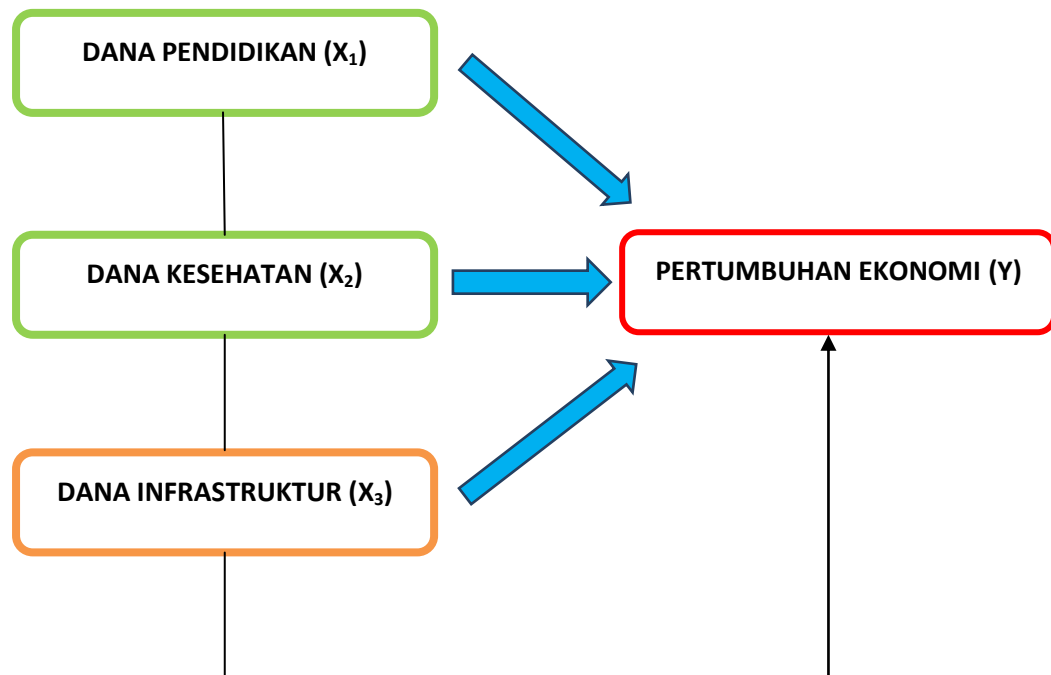 DANA PENDIDIKAN (X₁)
DANA KESEHATAN (X₂)
PERTUMBUHAN EKONOMI (Y)
DANA INFRASTRUKTUR (X₃)